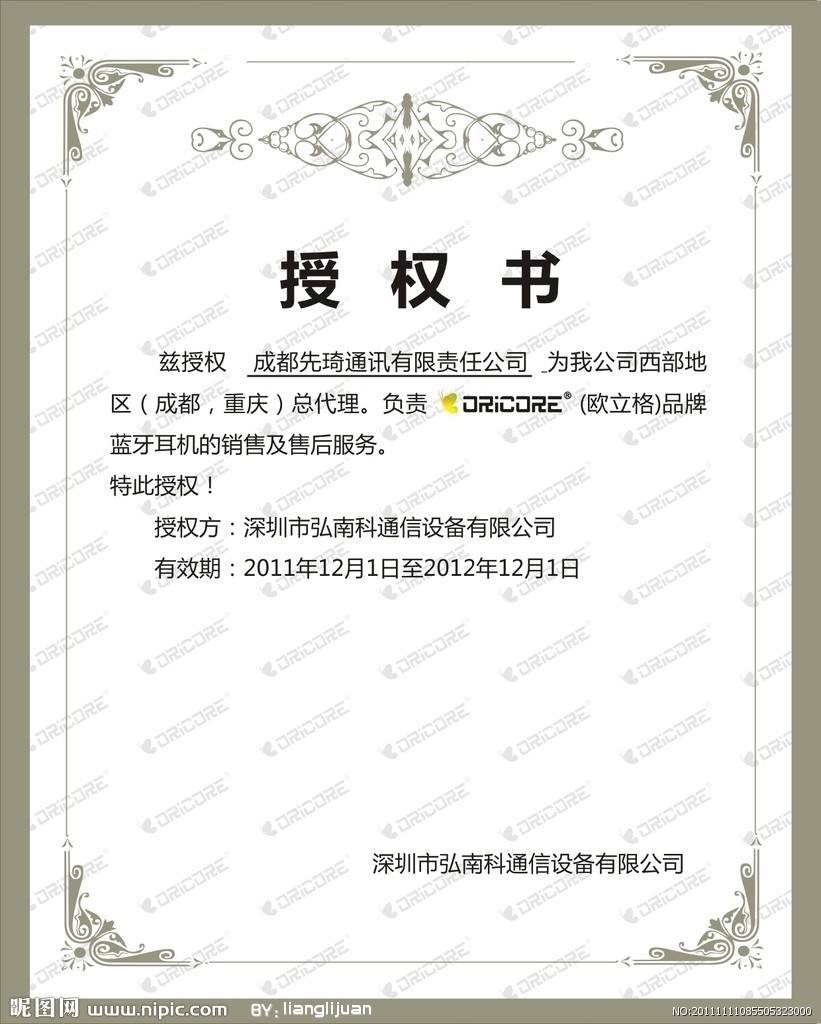 授权书
兹授权 成都先琦通讯有限责任公司 为我公司西部地
区（成都，重庆）总代理。负责 ORICORE® (欧立格)品牌
蓝牙耳机的销售及售后服务。
特此授权！
授权方：深圳市弘南科通信设备有限公司
有效期：2011年12月1日至2012年12月1日
深圳市弘南科通信设备有限公司
昵图网 www.nipic.com BY: lianglijuan NO:20111111085505323000